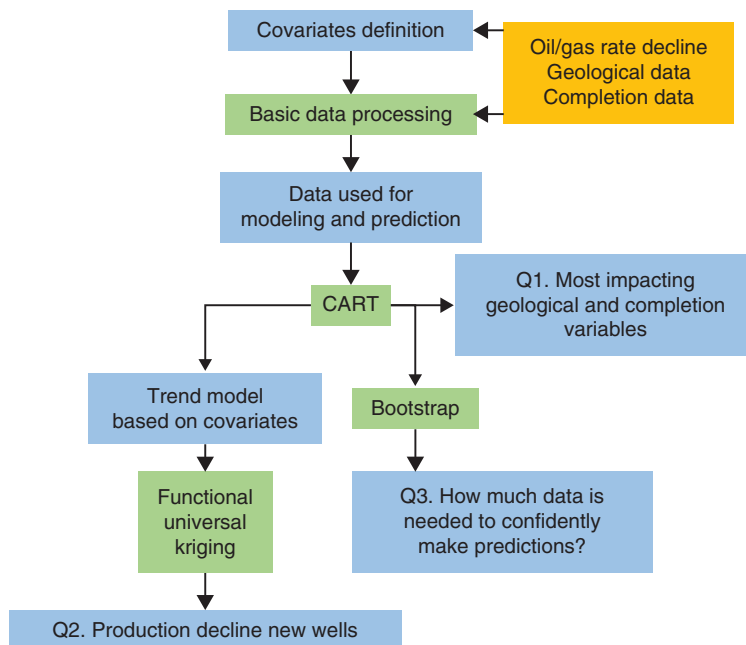 Covariates definition
Oil/gas rate decline
Geological data
Completion data
Basic data processing
Data used for
modeling and prediction
CART
Q1. Most impacting
geological and completion
variables
Trend model
based on covariates
Bootstrap
Functional
universal
kriging
Q3. How much data is
needed to confidently
make predictions?
Q2. Production decline new wells